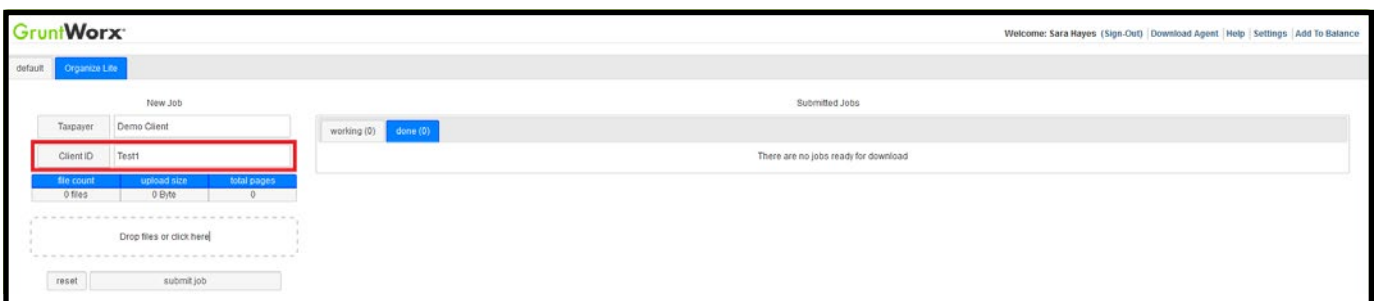 GruntWorx
Welcome: Sara Hayes (Sign-Out) Download Agent Help Settings Add To Balance
default Organize Lite
New Job
Taxpayer Demo Client
Client ID Test1
file count upload size total pages
0 files 0 Byte 0
Drop files or click here
reset submit job
Submitted Jobs
working (0) done (0)
There are no jobs ready for download